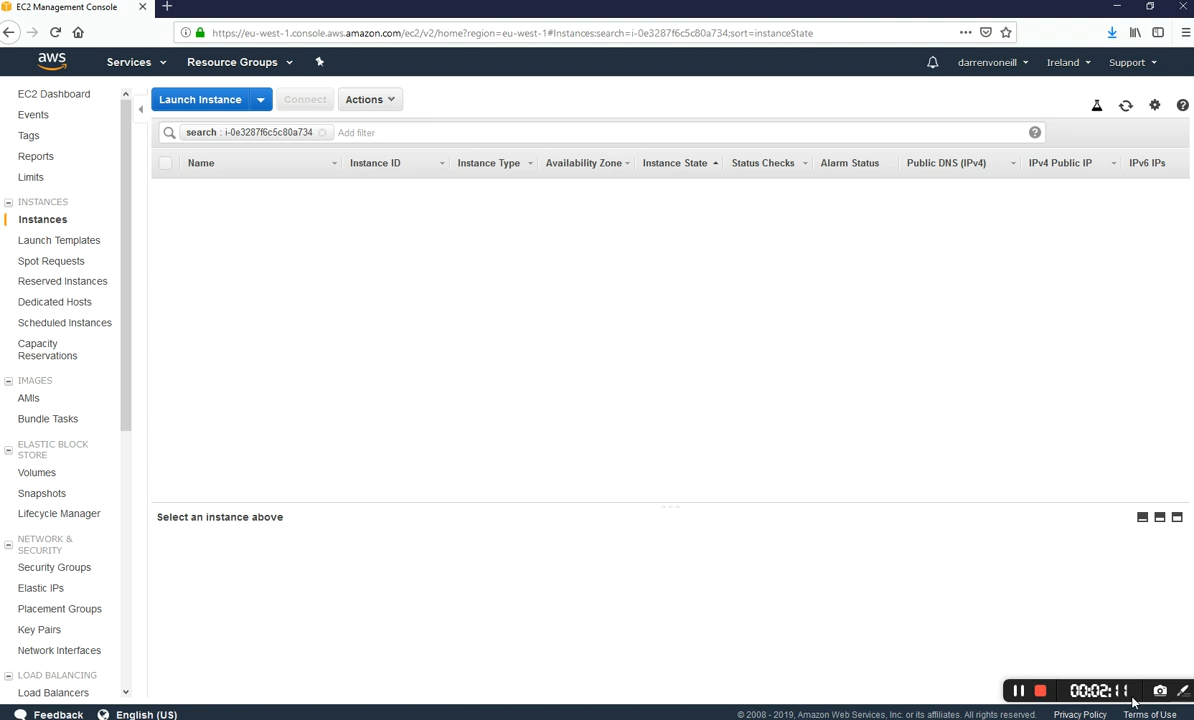 EC2 Management Console
https://eu-west-1.console.aws.amazon.com/ec2/v2/home?region=eu-west-1#Instances:search=i-0e3287f6c5c80a734;sort=instanceState
aws Services Resource Groups darrenvoneill Ireland Support
EC2 Dashboard
Events
Tags
Reports
Limits
INSTANCES
Instances
Launch Templates
Spot Requests
Reserved Instances
Dedicated Hosts
Scheduled Instances
Capacity
Reservations
IMAGES
AMIs
Bundle Tasks
ELASTIC BLOCK
STORE
Volumes
Snapshots
Lifecycle Manager
NETWORK &
SECURITY
Security Groups
Elastic IPs
Placement Groups
Key Pairs
Network Interfaces
LOAD BALANCING
Load Balancers
Launch Instance Connect Actions
search : i-0e3287f6c5c80a734 Add filter
Name Instance ID Instance Type Availability Zone Instance State Status Checks Alarm Status Public DNS (IPv4) IPv4 Public IP IPv6 IPs
Select an instance above
00:02:11
Feedback English (US) © 2008 - 2019, Amazon Web Services, Inc. or its affiliates. All rights reserved. Privacy Policy Terms of Use